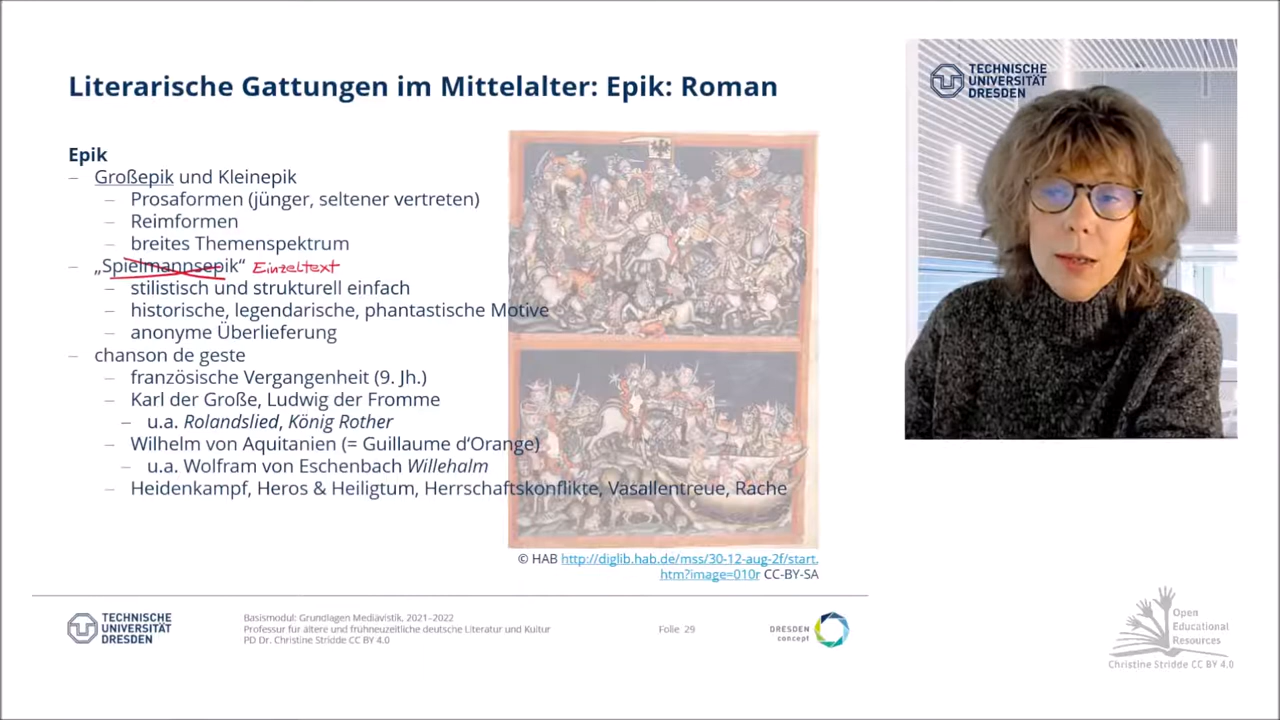 Literarische Gattungen im Mittelalter: Epik: Roman
Epik
– Großepik und Kleinepik
– Prosaformen (jünger, seltener vertreten)
– Reimformen
– breites Themenspektrum
– „Spielmannsepik“ Einzeltext
– stilistisch und strukturell einfach
– historische, legendarische, phantastische Motive
– anonyme Überlieferung
– chanson de geste
– französische Vergangenheit (9. Jh.)
– Karl der Große, Ludwig der Fromme
– u.a. Rolandslied, König Rother
– Wilhelm von Aquitanien (= Guillaume d‘Orange)
– u.a. Wolfram von Eschenbach Willehalm
– Heidenkampf, Heros & Heiligtum, Herrschaftskonflikte, Vasallentreue, Rache
© HAB http://diglib.hab.de/mss/30-12-aug-2f/start.
htm?image=010r CC-BY-SA
TECHNISCHE
UNIVERSITÄT
DRESDEN
Basismodul: Grundlagen Mediävistik, 2021–2022
Professur für ältere und frühneuzeitliche deutsche Literatur und Kultur
PD Dr. Christine Stridde CC BY 4.0
Folie 29
DRESDEN
concept
TECHNISCHE
UNIVERSITÄT
DRESDEN
Open
Educational
Resources
Christine Stridde CC BY 4.0